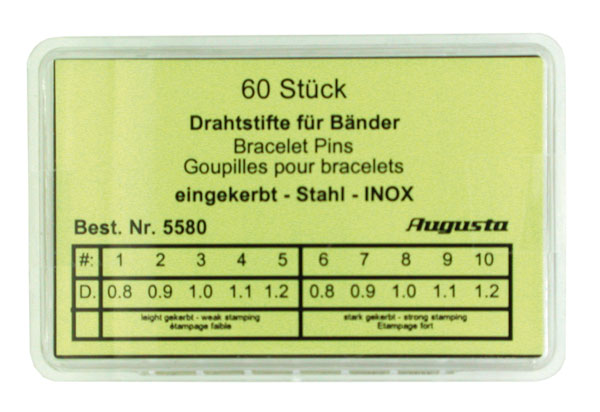 60 Stück
Drahtstifte für Bänder
Bracelet Pins
Goupilles pour bracelets
eingekerbt - Stahl - INOX
Best. Nr. 5580 Augusta
#: 1 2 3 4 5 6 7 8 9 10
D. 0.8 0.9 1.0 1.1 1.2 0.8 0.9 1.0 1.1 1.2
leight gekerbt - weak stamping stark gekerbt - strong stamping
étampage faible Etampage fort